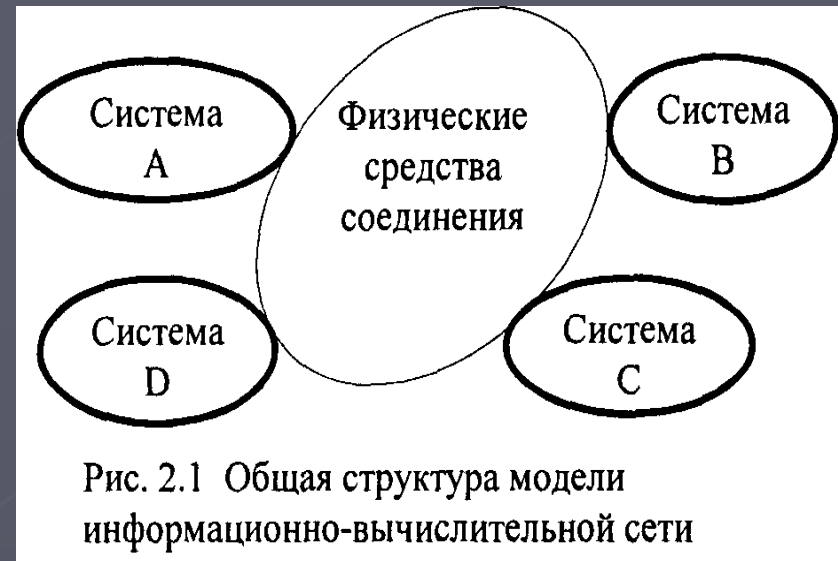 Система
A
Физические
средства
соединения
Система
B
Система
D
Система
C
Рис. 2.1 Общая структура модели
информационно-вычислительной сети